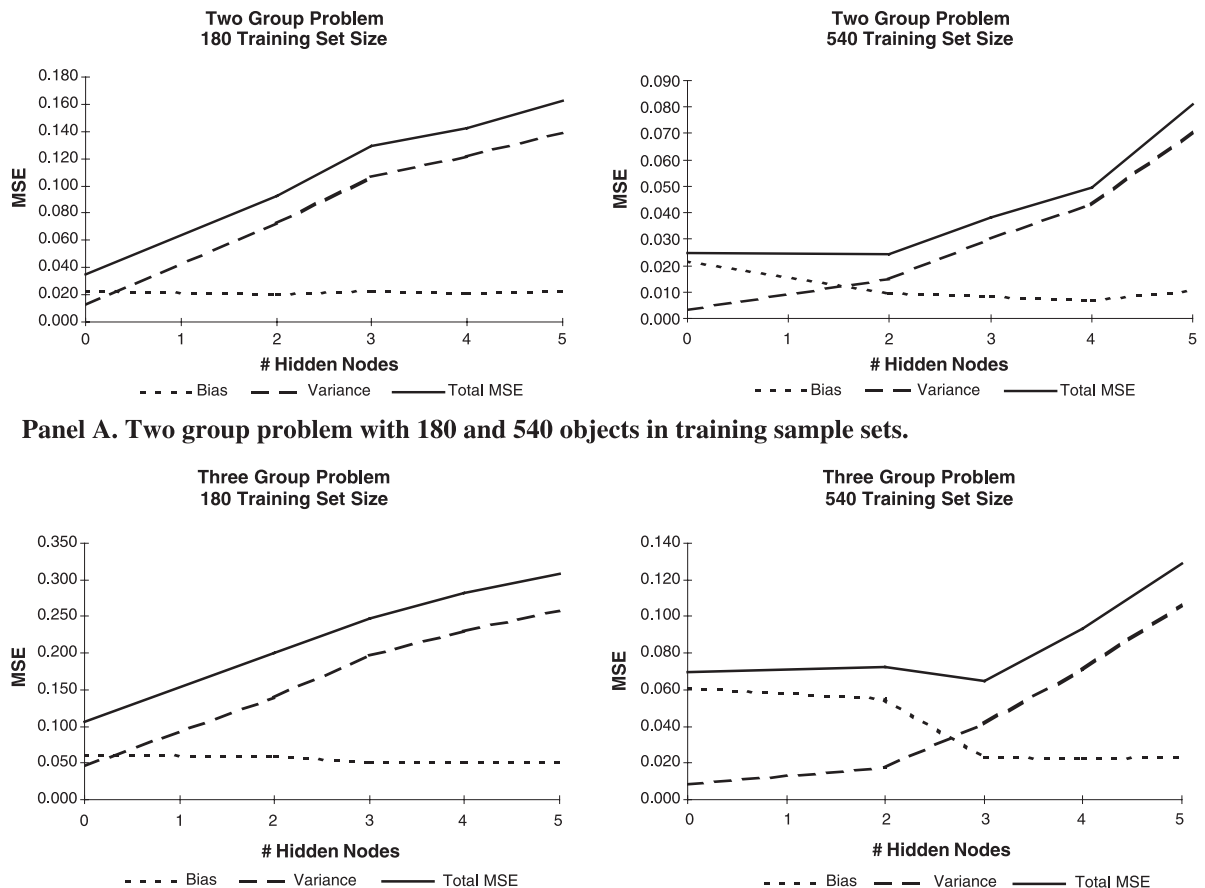 Two Group Problem
180 Training Set Size
0.180
0.160
0.140
0.120
0.100
0.080
0.060
0.040
0.020
0.000
MSE
0 1 2 3 4 5
# Hidden Nodes
Bias Variance Total MSE
Two Group Problem
540 Training Set Size
0.090
0.080
0.070
0.060
0.050
0.040
0.030
0.020
0.010
0.000
MSE
0 1 2 3 4 5
# Hidden Nodes
Bias Variance Total MSE
Panel A. Two group problem with 180 and 540 objects in training sample sets.
Three Group Problem
180 Training Set Size
0.350
0.300
0.250
0.200
0.150
0.100
0.050
0.000
MSE
0 1 2 3 4 5
# Hidden Nodes
Bias Variance Total MSE
Three Group Problem
540 Training Set Size
0.140
0.120
0.100
0.080
0.060
0.040
0.020
0.000
MSE
0 1 2 3 4 5
# Hidden Nodes
Bias Variance Total MSE